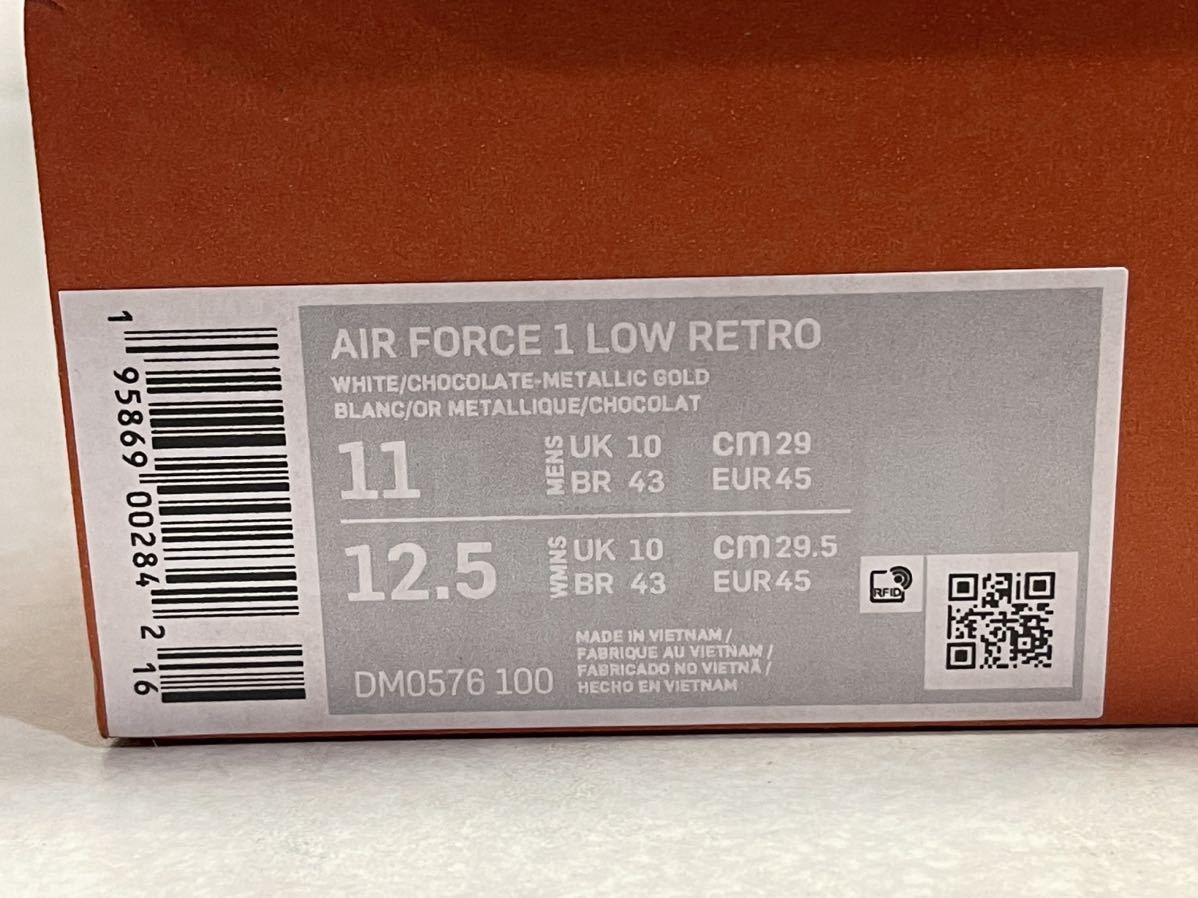 AIR FORCE 1 LOW RETRO
WHITE/CHOCOLATE-METALLIC GOLD
BLANC/OR METALLIQUE/CHOCOLAT
11 MENS UK 10 cm 29
BR 43 EUR 45
12.5 WMNS UK 10 cm 29.5
BR 43 EUR 45
DM0576 100
MADE IN VIETNAM /
FABRIQUE AU VIETNAM /
FABRICADO NO VIETNÃ /
HECHO EN VIETNAM
RFID
1 95869 00284 2 16